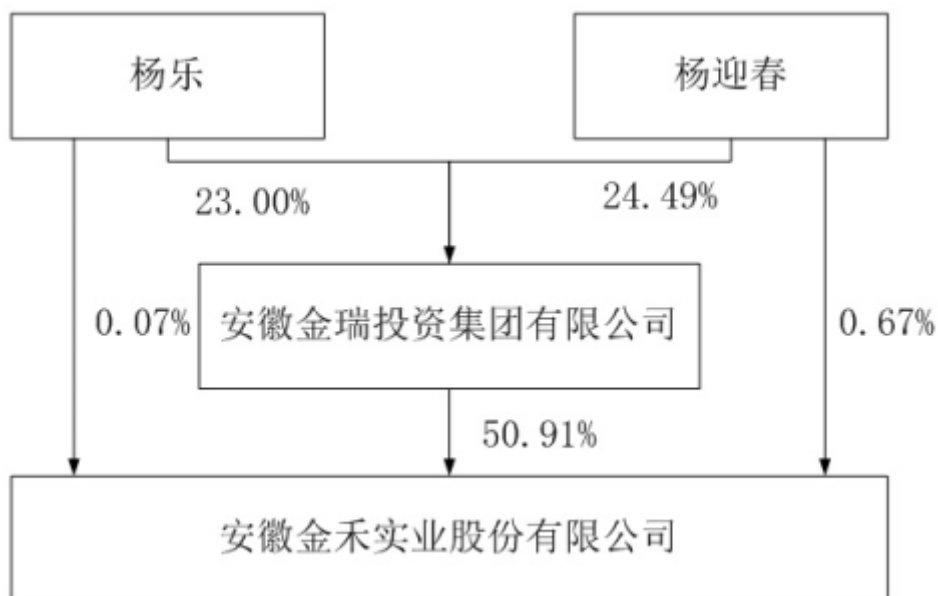 杨乐
杨迎春
23.00%
24.49%
0.07%
安徽金瑞投资集团有限公司
0.67%
50.91%
安徽金禾实业股份有限公司